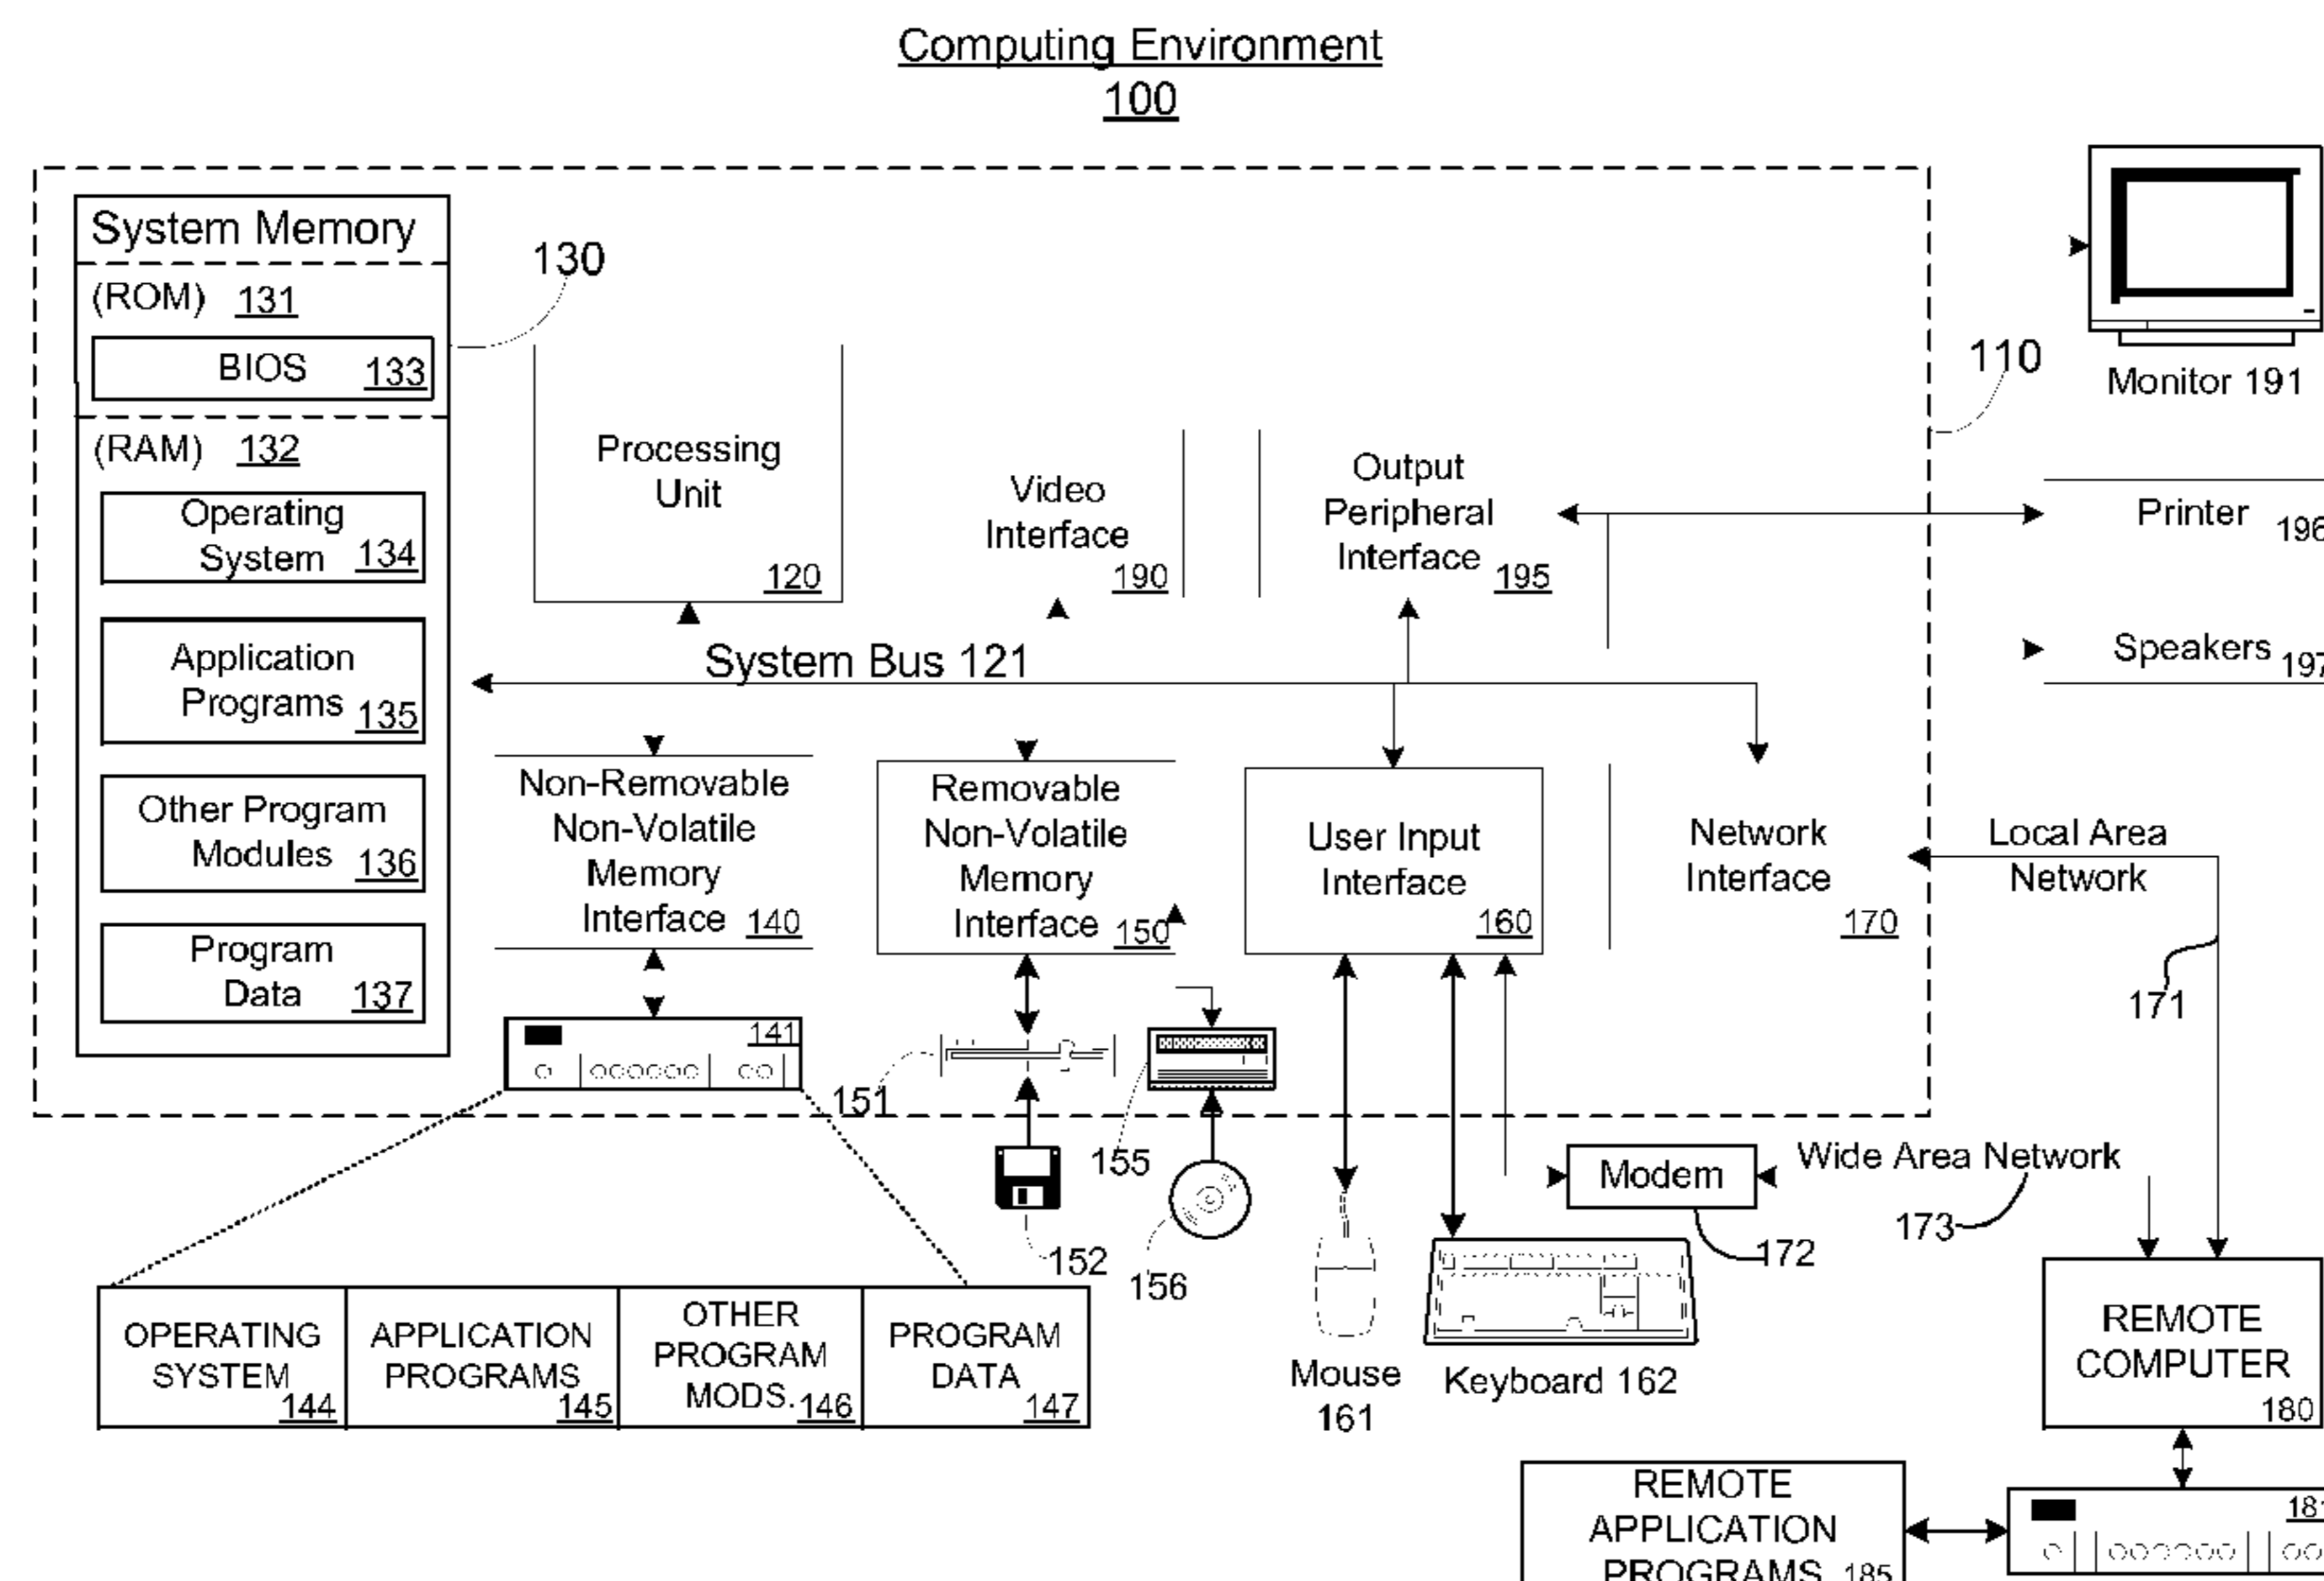 Computing Environment
100
System Memory
(ROM) 131
BIOS 133
(RAM) 132
Operating
System 134
Application
Programs 135
Other Program
Modules 136
Program
Data 137
130
Processing
Unit
120
Video
Interface
190
Output
Peripheral
Interface 195
110
Monitor 191
Printer 196
Speakers 197
System Bus 121
Non-Removable
Non-Volatile
Memory
Interface 140
Removable
Non-Volatile
Memory
Interface 150
User Input
Interface
160
Network
Interface
170
Local Area
Network
171
141
151
155
152
156
Modem
172
Wide Area Network
173
OPERATING
SYSTEM 144
APPLICATION
PROGRAMS 145
OTHER
PROGRAM
MODS. 146
PROGRAM
DATA 147
Mouse
161
Keyboard 162
REMOTE
COMPUTER
180
181
REMOTE
APPLICATION
PROGRAMS 185